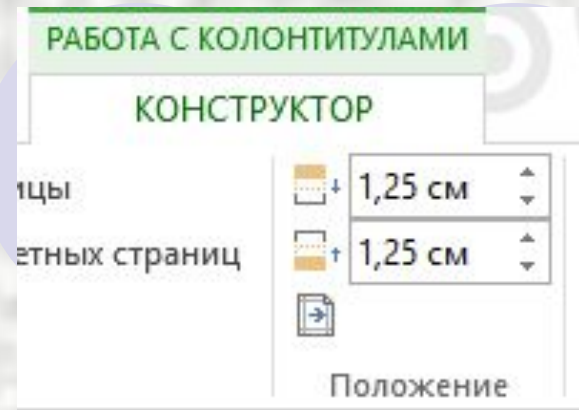 РАБОТА С КОЛОНТИТУЛАМИ
КОНСТРУКТОР
ицы
1,25 см
етных страниц
1,25 см
Положение